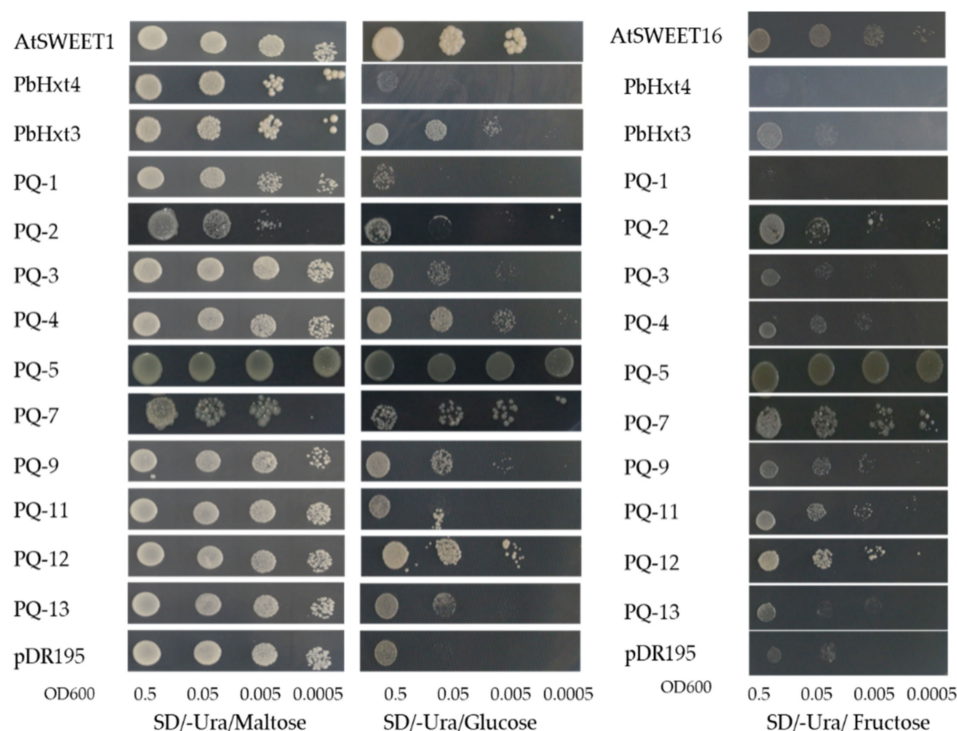 AtSWEET1
PbHxt4
PbHxt3
PQ-1
PQ-2
PQ-3
PQ-4
PQ-5
PQ-7
PQ-9
PQ-11
PQ-12
PQ-13
pDR195
OD600 0.5 0.05 0.005 0.0005 0.5 0.05 0.005 0.0005
SD/-Ura/Maltose SD/-Ura/Glucose
AtSWEET16
PbHxt4
PbHxt3
PQ-1
PQ-2
PQ-3
PQ-4
PQ-5
PQ-7
PQ-9
PQ-11
PQ-12
PQ-13
pDR195
OD600 0.5 0.05 0.005 0.0005
SD/-Ura/ Fructose